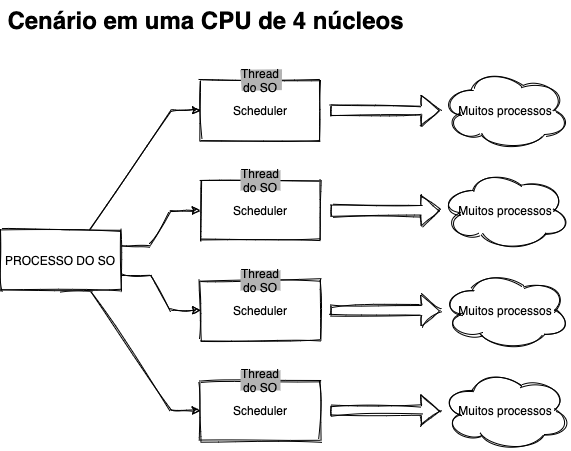 Cenário em uma CPU de 4 núcleos
Thread
do SO
Scheduler
Muitos processos
Thread
do SO
Scheduler
Muitos processos
PROCESSO DO SO
Thread
do SO
Scheduler
Muitos processos
Thread
do SO
Scheduler
Muitos processos